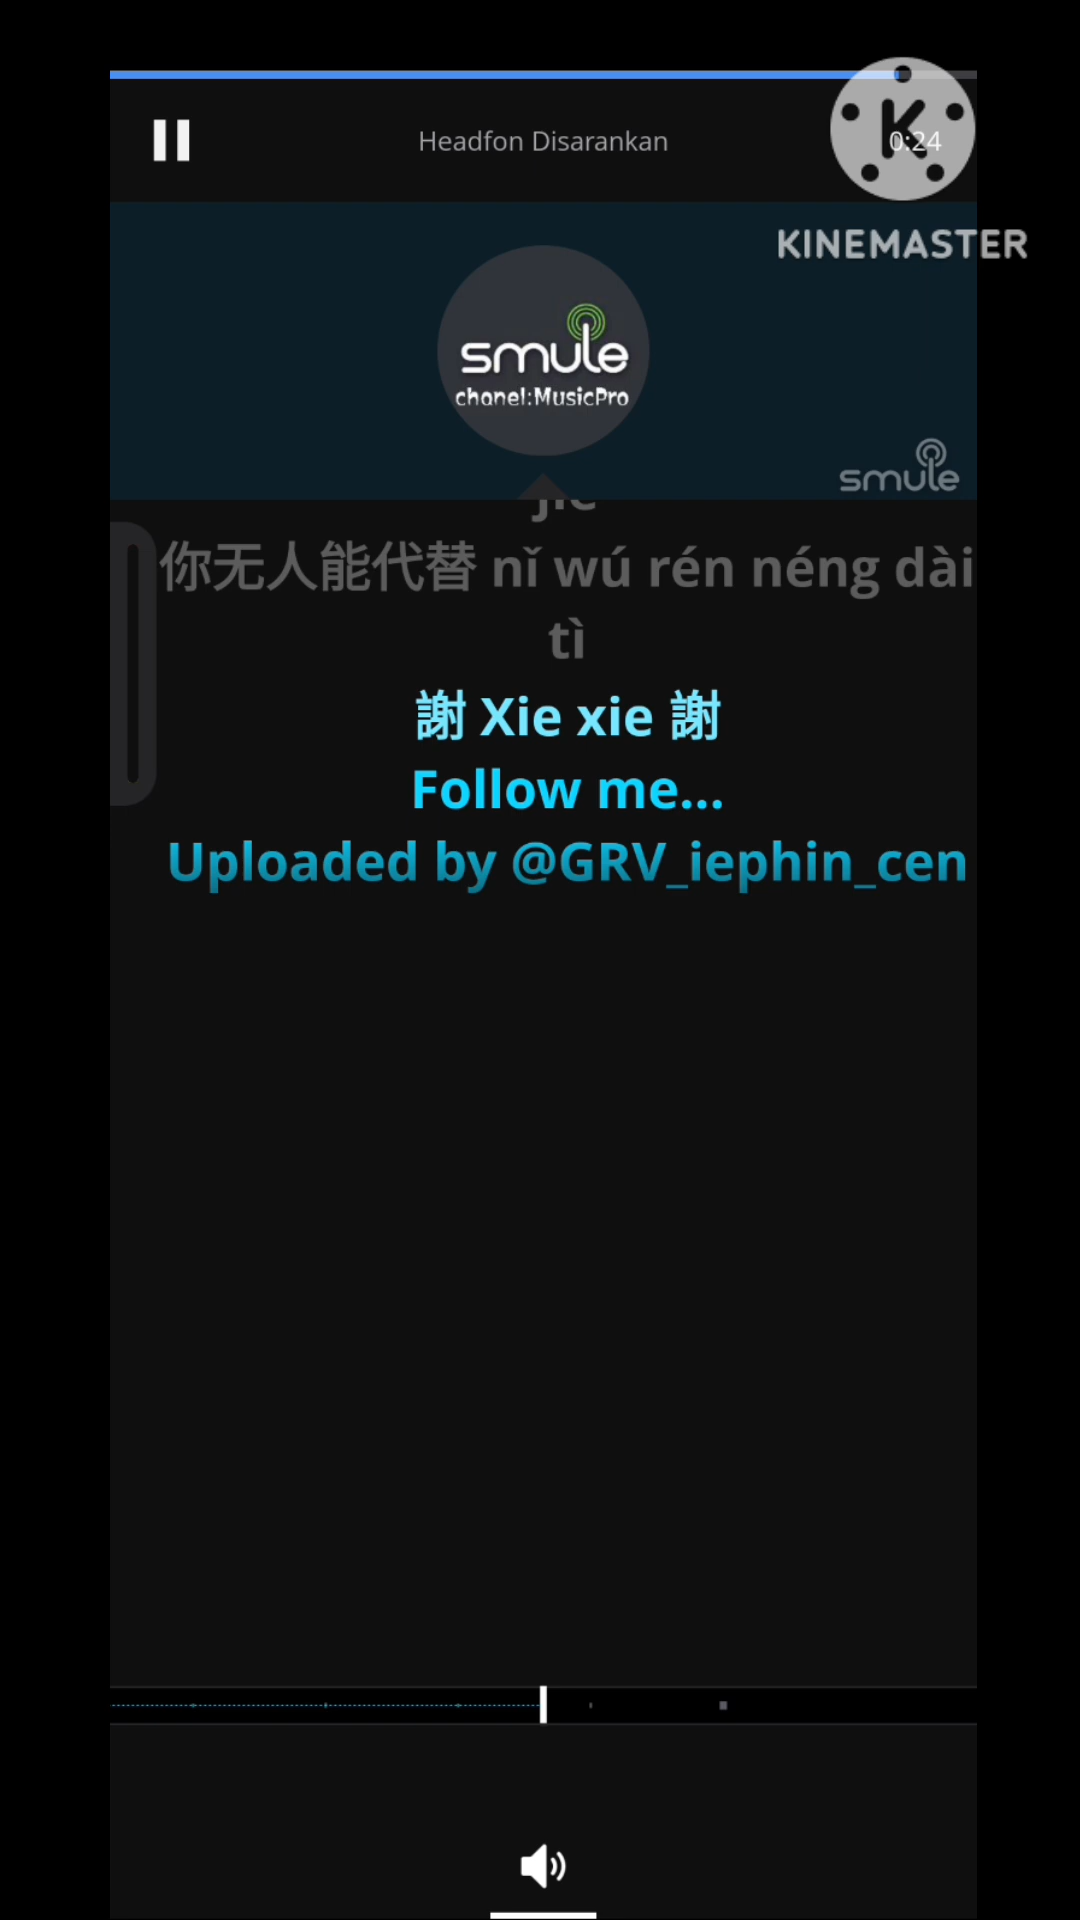 Headfon Disarankan
0:24
KINEMASTER
smule
chanel:MusicPro
smule
你无人能代替 nǐ wú rén néng dài
tì
謝 Xie xie 謝
Follow me...
Uploaded by @GRV_iephin_cen